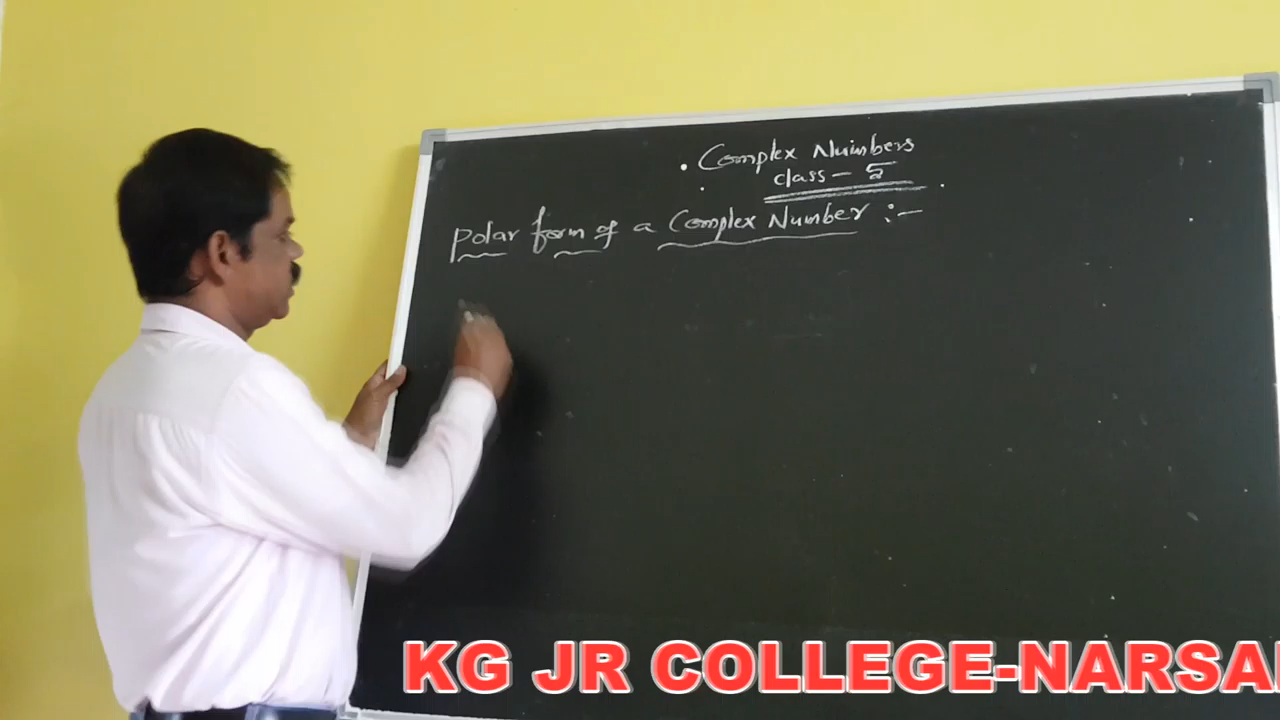 Complex Numbers
class - 5
Polar form of a Complex Number :-
KG JR COLLEGE-NARSA